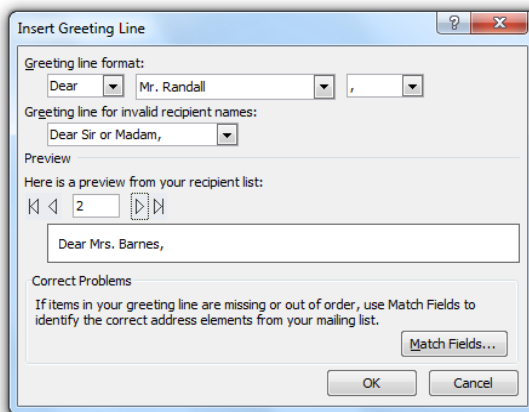 Insert Greeting Line
Greeting line format:
Dear Mr. Randall ,
Greeting line for invalid recipient names:
Dear Sir or Madam,
Preview
Here is a preview from your recipient list:
2
Dear Mrs. Barnes,
Correct Problems
If items in your greeting line are missing or out of order, use Match Fields to
identify the correct address elements from your mailing list.
Match Fields...
OK Cancel